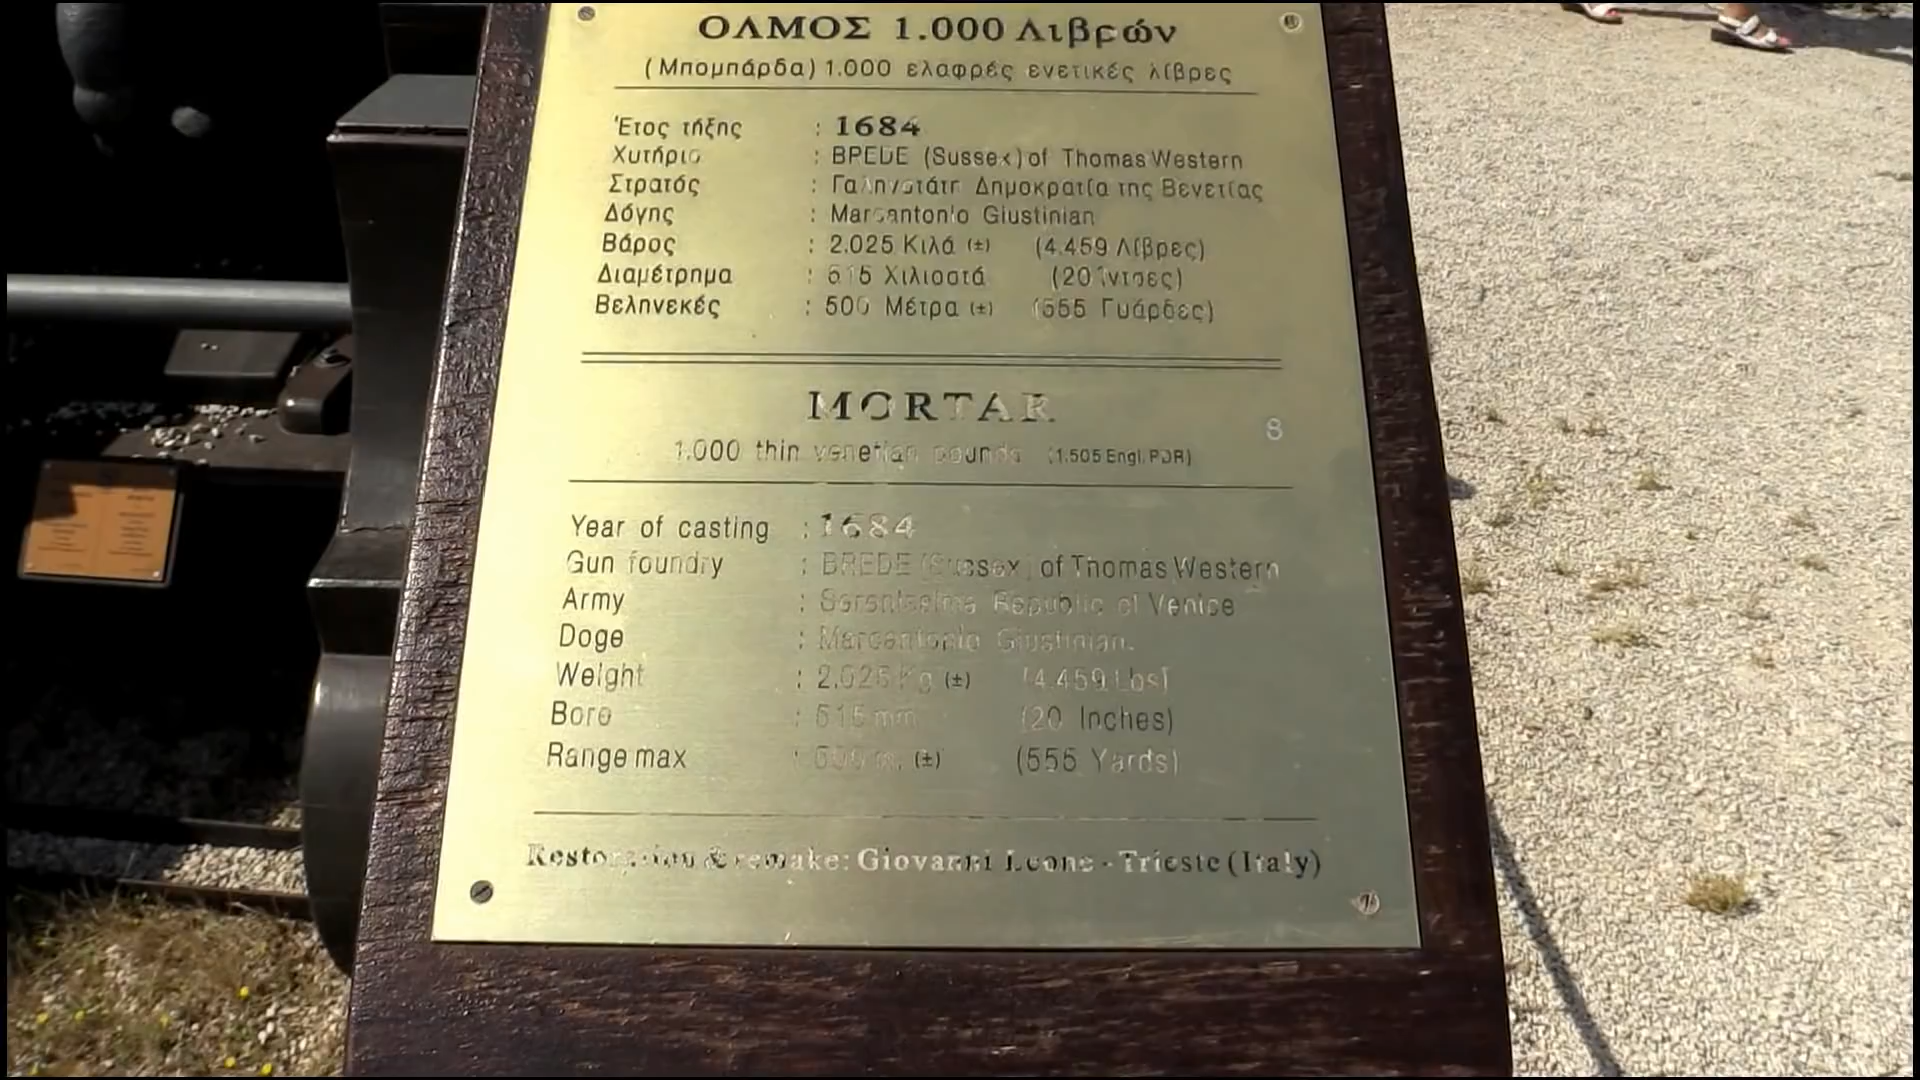 ΟΛΜΟΣ 1.000 Λιβρών
(Μπομπάρδα) 1.000 ελαφρές ενετικές λίβρες
Έτος τήξης : 1684
Χυτήριο : BREDE (Sussex) of Thomas Western
Στρατός : Γαληνοτάτη Δημοκρατία της Βενετίας
Δόγης : Marcantonio Giustinian
Βάρος : 2.025 Κιλά (±) (4.459 Λίβρες)
Διαμέτρημα : 515 Χιλιοστά (20 Ίντσες)
Βεληνεκές : 500 Μέτρα (±) (555 Γυάρδες)
MORTAR
8
1.000 thin venetian pounds (1.505 Engl. PDR)
Year of casting : 1684
Gun foundry : BREDE (Sussex) of Thomas Western
Army : Serenissima Republic of Venice
Doge : Marcantonio Giustinian.
Weight : 2.025 Kg (±) (4.459 Lbs)
Bore : 515 mm (20 Inches)
Range max : 500 m. (±) (555 Yards)
Restoration & remake: Giovanni Leone - Trieste (Italy)